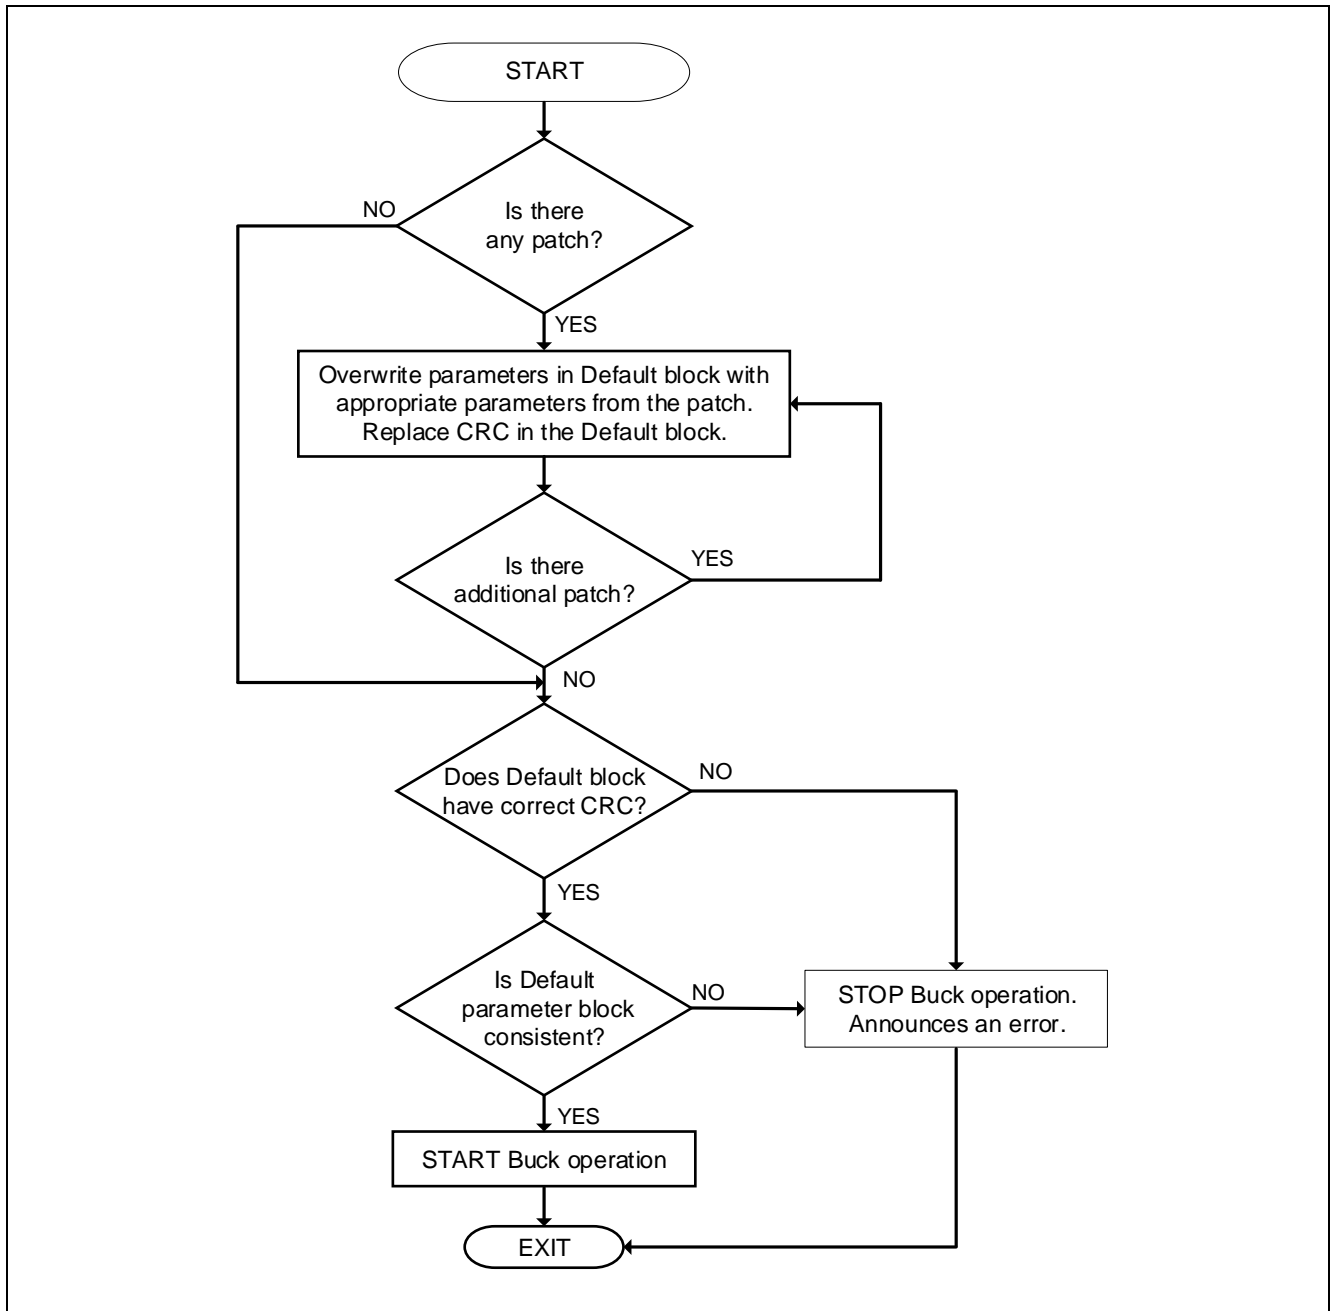 START
NO
Is there
any patch?
YES
Overwrite parameters in Default block with
appropriate parameters from the patch.
Replace CRC in the Default block.
Is there
additional patch?
YES
NO
Does Default block
have correct CRC?
NO
YES
Is Default
parameter block
consistent?
NO
STOP Buck operation.
Announces an error.
YES
START Buck operation
EXIT